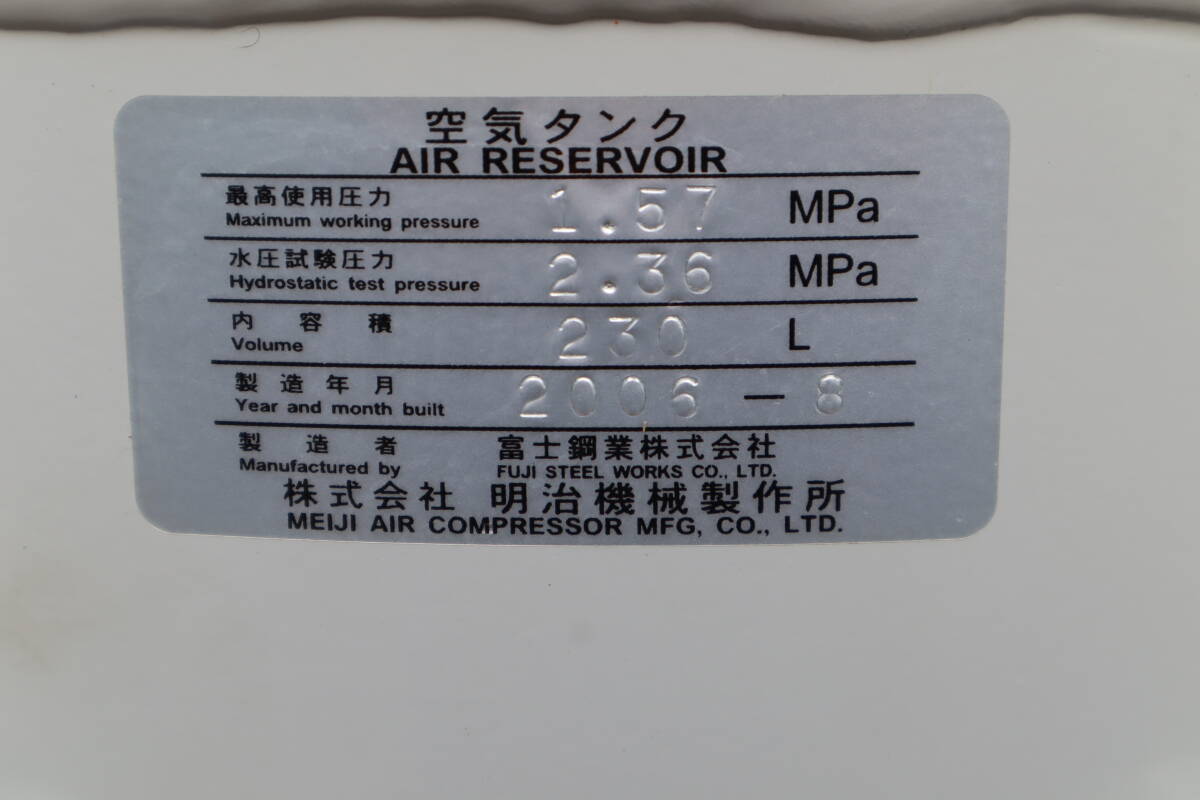 空気タンク
AIR RESERVOIR
最高使用圧力
Maximum working pressure 1.57 MPa
水圧試験圧力
Hydrostatic test pressure 2.36 MPa
内容積
Volume 230 L
製造年月
Year and month built 2006 — 8
製造者 富士鋼業株式会社
Manufactured by FUJI STEEL WORKS CO., LTD.
株式会社 明治機械製作所
MEIJI AIR COMPRESSOR MFG, CO., LTD.